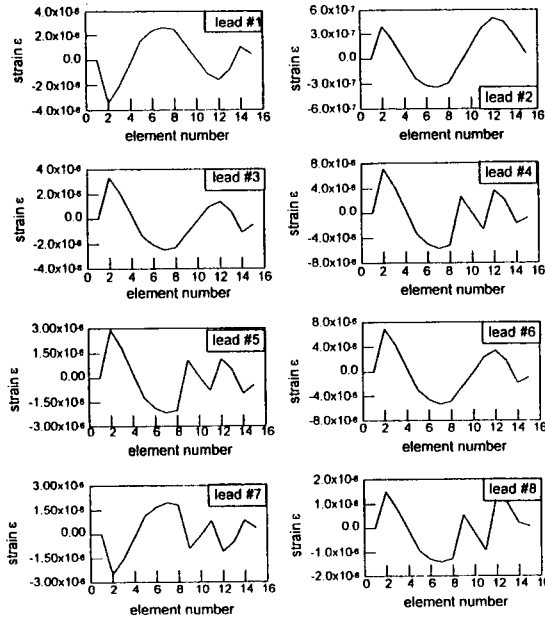 4.0x10⁻⁶
2.0x10⁻⁶
0.0
-2.0x10⁻⁶
-4.0x10⁻⁶
strain ε
lead #1
0 2 4 6 8 10 12 14 16
element number
6.0x10⁻⁷
3.0x10⁻⁷
0.0
-3.0x10⁻⁷
-6.0x10⁻⁷
strain ε
lead #2
0 2 4 6 8 10 12 14 16
element number
4.0x10⁻⁶
2.0x10⁻⁶
0.0
-2.0x10⁻⁶
-4.0x10⁻⁶
strain ε
lead #3
0 2 4 6 8 10 12 14 16
element number
8.0x10⁻⁶
4.0x10⁻⁶
0.0
-4.0x10⁻⁶
-8.0x10⁻⁶
strain ε
lead #4
0 2 4 6 8 10 12 14 16
element number
3.00x10⁻⁶
1.50x10⁻⁶
0.00
-1.50x10⁻⁶
-3.00x10⁻⁶
strain ε
lead #5
0 2 4 6 8 10 12 14 16
element number
8.0x10⁻⁶
4.0x10⁻⁶
0.0
-4.0x10⁻⁶
-8.0x10⁻⁶
strain ε
lead #6
0 2 4 6 8 10 12 14 16
element number
3.00x10⁻⁶
1.50x10⁻⁶
0.00
-1.50x10⁻⁶
-3.00x10⁻⁶
strain ε
lead #7
0 2 4 6 8 10 12 14 16
element number
2.0x10⁻⁶
1.0x10⁻⁶
0.0
-1.0x10⁻⁶
-2.0x10⁻⁶
strain ε
lead #8
0 2 4 6 8 10 12 14 16
element number